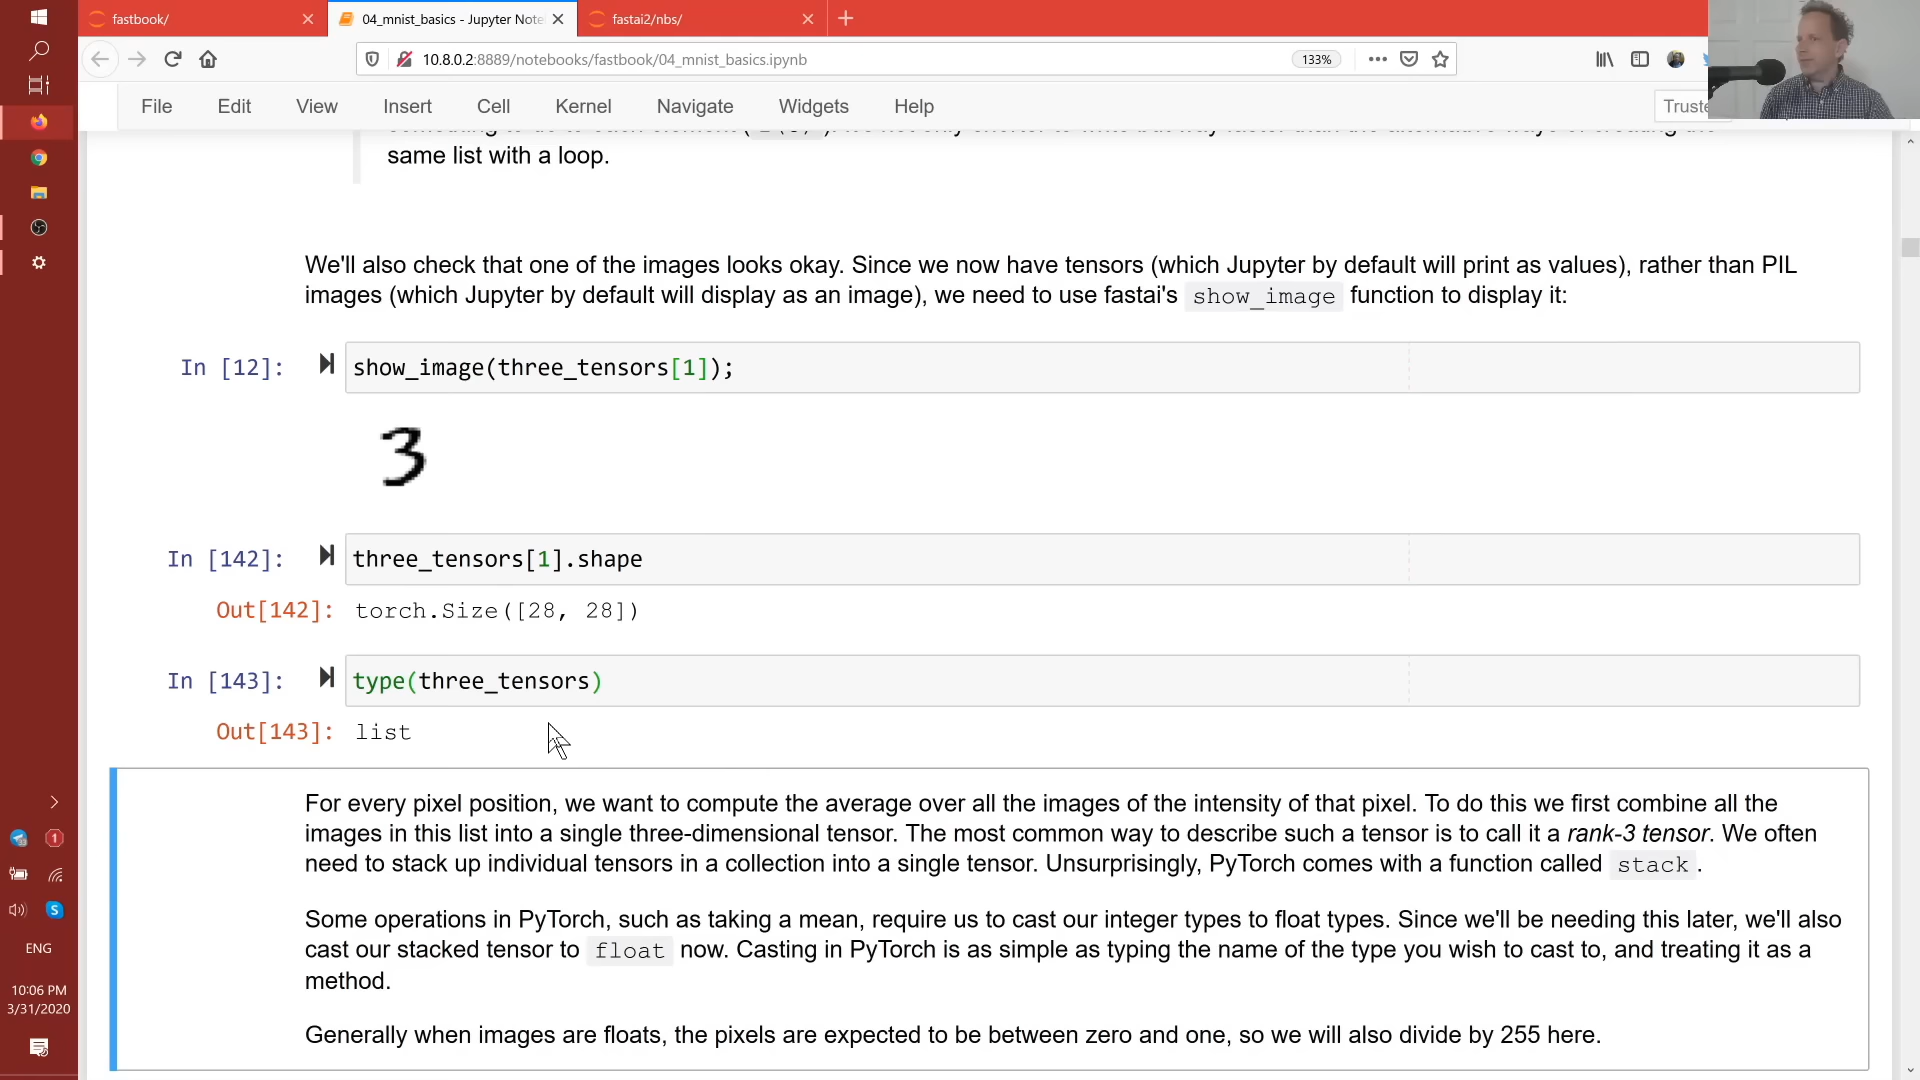 fastbook/
04_mnist_basics - Jupyter Note
fastai2/nbs/
10.8.0.2:8889/notebooks/fastbook/04_mnist_basics.ipynb
133%
File Edit View Insert Cell Kernel Navigate Widgets Help
Truste
same list with a loop.
We'll also check that one of the images looks okay. Since we now have tensors (which Jupyter by default will print as values), rather than PIL
images (which Jupyter by default will display as an image), we need to use fastai's show_image function to display it:
In [12]: show_image(three_tensors[1]);
3
In [142]: three_tensors[1].shape
Out[142]: torch.Size([28, 28])
In [143]: type(three_tensors)
Out[143]: list
For every pixel position, we want to compute the average over all the images of the intensity of that pixel. To do this we first combine all the
images in this list into a single three-dimensional tensor. The most common way to describe such a tensor is to call it a rank-3 tensor. We often
need to stack up individual tensors in a collection into a single tensor. Unsurprisingly, PyTorch comes with a function called stack.
Some operations in PyTorch, such as taking a mean, require us to cast our integer types to float types. Since we'll be needing this later, we'll also
cast our stacked tensor to float now. Casting in PyTorch is as simple as typing the name of the type you wish to cast to, and treating it as a
method.
Generally when images are floats, the pixels are expected to be between zero and one, so we will also divide by 255 here.
1
ENG
10:06 PM
3/31/2020